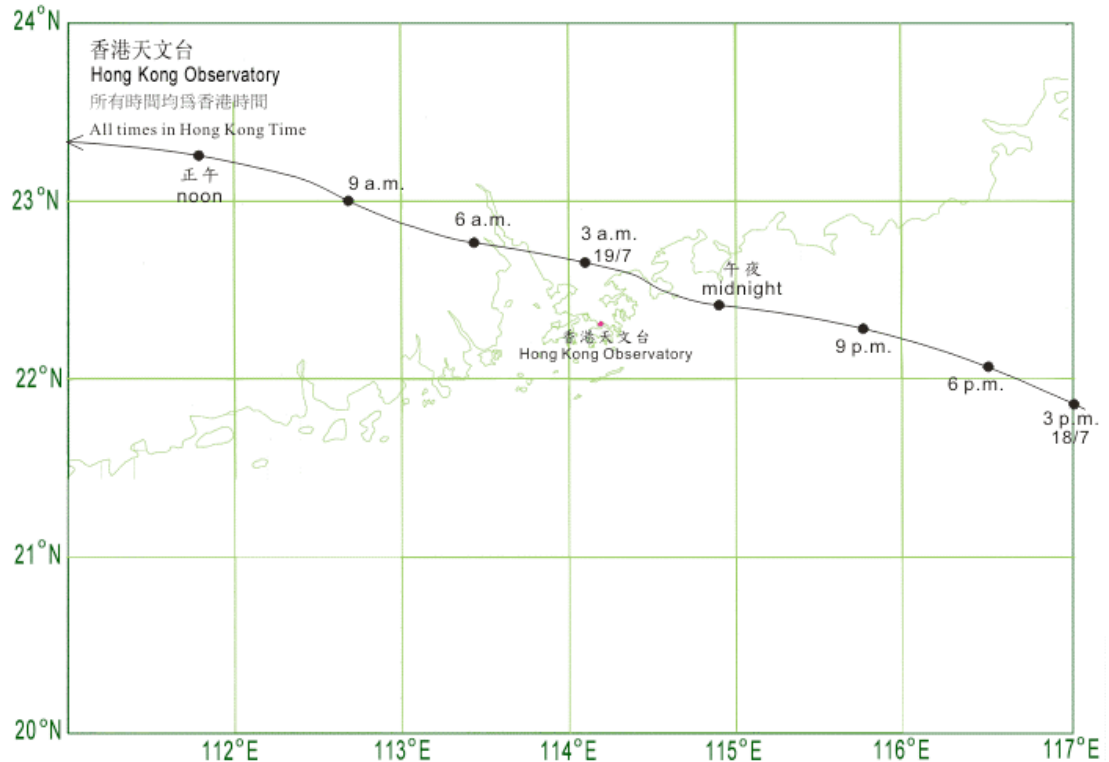 24°N
香港天文台
Hong Kong Observatory
所有時間均爲香港時間
All times in Hong Kong Time
正午
noon
23°N
9 a.m.
6 a.m.
3 a.m.
19/7
午夜
midnight
香港天文台
Hong Kong Observatory
9 p.m.
22°N
6 p.m.
3 p.m.
18/7
21°N
20°N
112°E
113°E
114°E
115°E
116°E
117°E